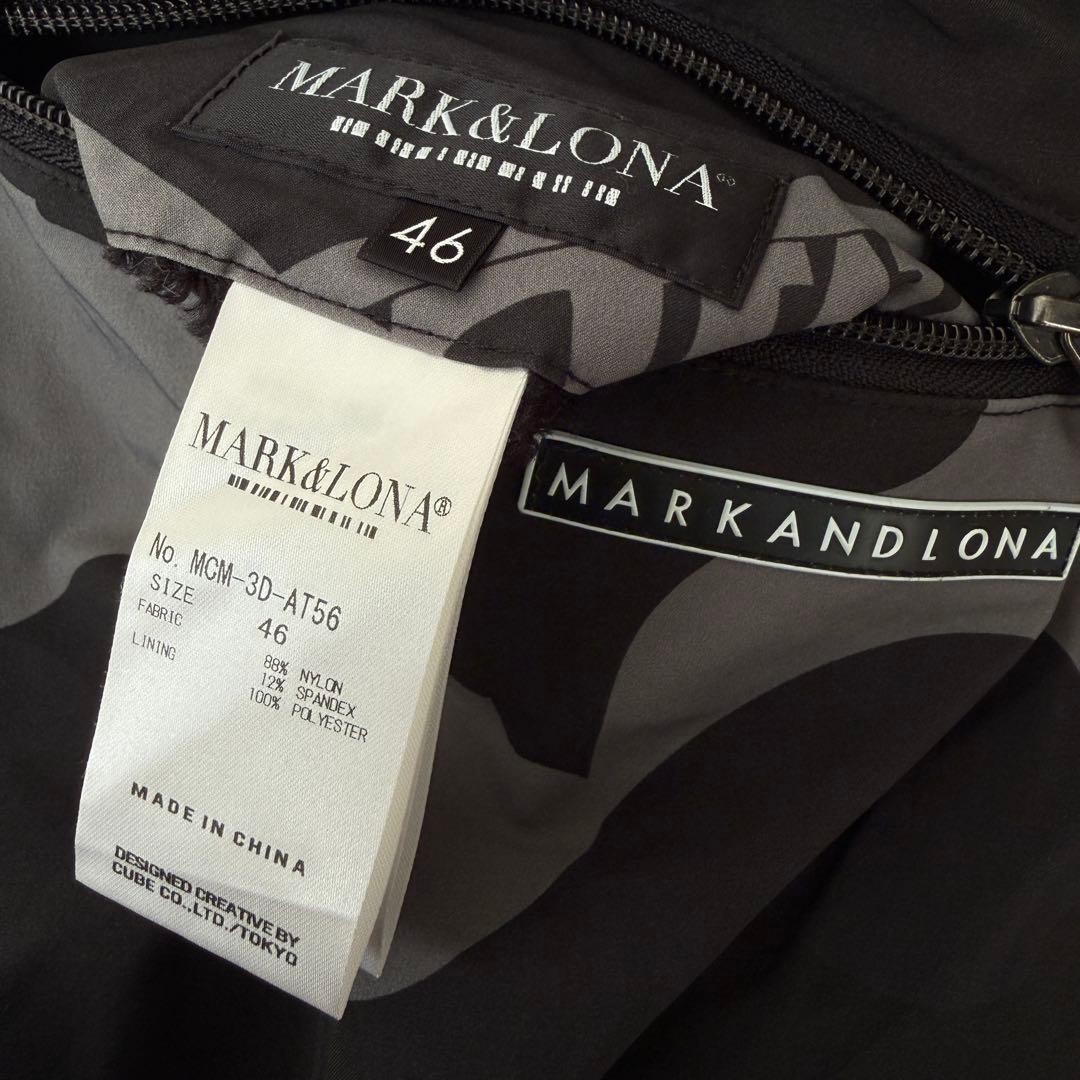 MARK&LONA
46
MARK&LONA®
No. MCM-3D-AT56
SIZE 46
FABRIC 88% NYLON
12% SPANDEX
LINING 100% POLYESTER
MADE IN CHINA
DESIGNED CREATIVE BY
CUBE CO.,LTD./TOKYO
MARKANDLONA